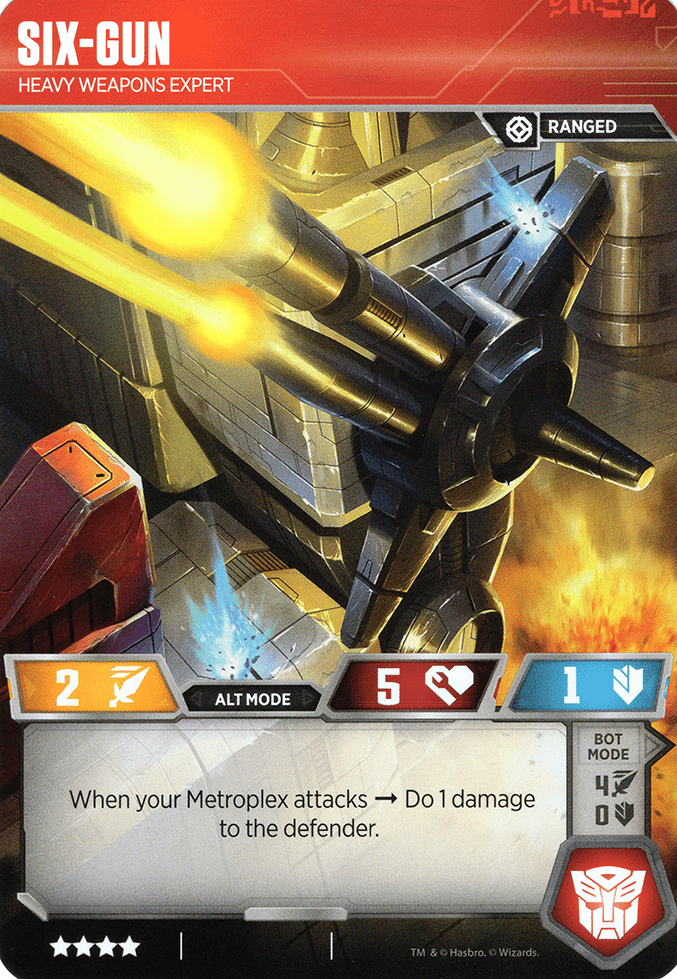 SIX-GUN
HEAVY WEAPONS EXPERT
RANGED
2
ALT MODE
5
1
BOT
MODE
4
0
When your Metroplex attacks → Do 1 damage
to the defender.
TM & © Hasbro. © Wizards.